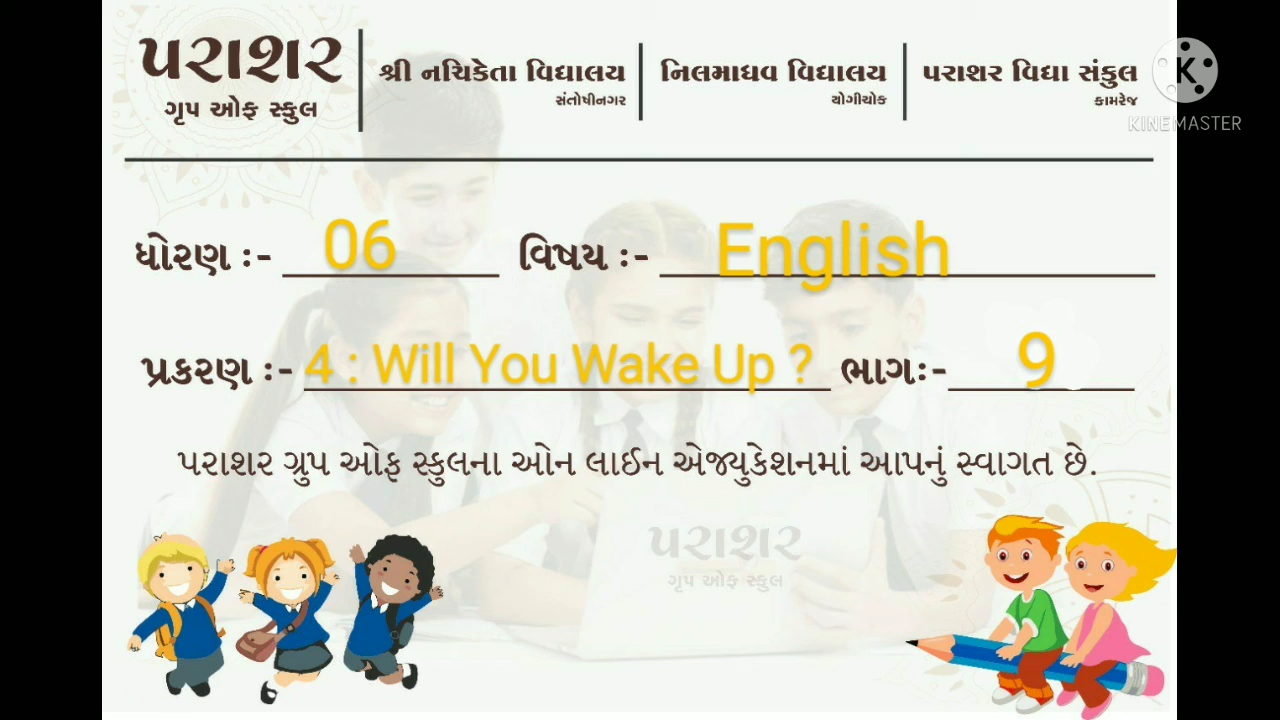 પરાશર
ગૃપ ઓફ સ્કુલ
શ્રી નચિકેતા વિદ્યાલય
સંતોષીનગર
નિલમાધવ વિદ્યાલય
યોગીચોક
પરાશર વિદ્યા સંકુલ
કામરેજ
KINEMASTER
ધોરણ :- 06 વિષય :- English
પ્રકરણ :- 4 : Will You Wake Up ? ભાગઃ- 9
પરાશર ગ્રુપ ઓફ સ્કુલના ઓન લાઈન એજ્યુકેશનમાં આપનું સ્વાગત છે.
પરાશર
ગૃપ ઓફ સ્કુલ